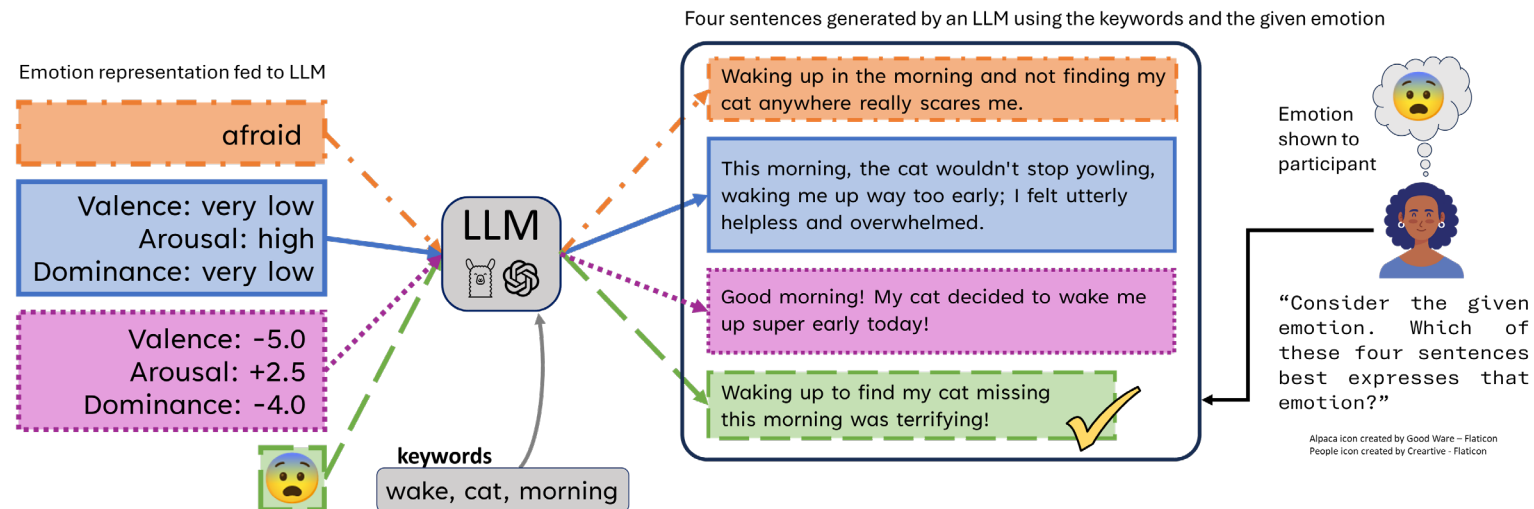 Four sentences generated by an LLM using the keywords and the given emotion
Emotion representation fed to LLM
afraid
Valence: very low
Arousal: high
Dominance: very low
Valence: -5.0
Arousal: +2.5
Dominance: -4.0
LLM
keywords
wake, cat, morning
Waking up in the morning and not finding my
cat anywhere really scares me.
This morning, the cat wouldn't stop yowling,
waking me up way too early; I felt utterly
helpless and overwhelmed.
Good morning! My cat decided to wake me
up super early today!
Waking up to find my cat missing
this morning was terrifying!
Emotion
shown to
participant
“Consider the given
emotion. Which of
these four sentences
best expresses that
emotion?”
Alpaca icon created by Good Ware – Flaticon
People icon created by Creartive - Flaticon